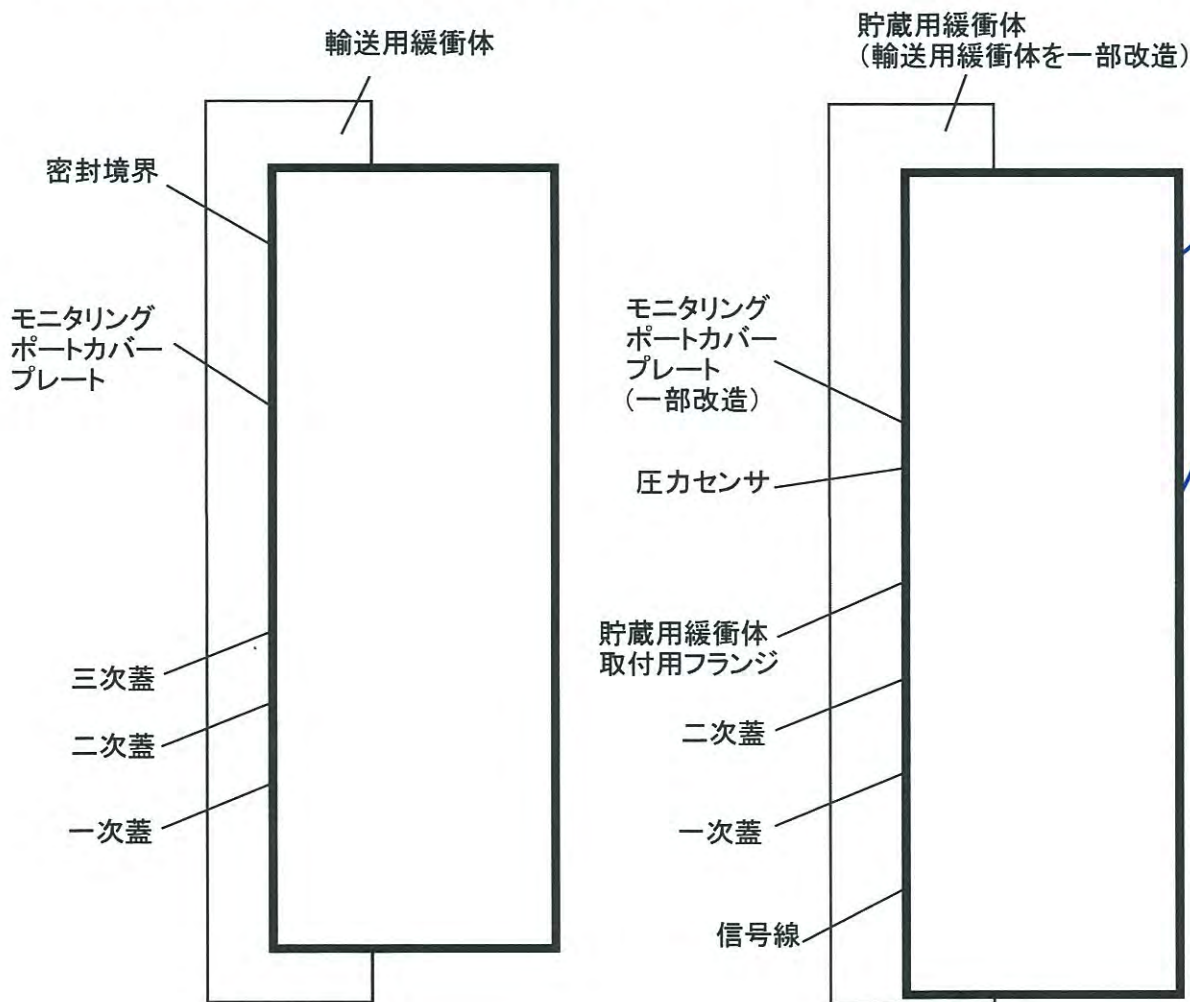 輸送用緩衝体
密封境界
モニタリング
ポートカバー
プレート
三次蓋
二次蓋
一次蓋
貯蔵用緩衝体
（輸送用緩衝体を一部改造）
モニタリング
ポートカバー
プレート
（一部改造）
圧力センサ
貯蔵用緩衝体
取付用フランジ
二次蓋
一次蓋
信号線